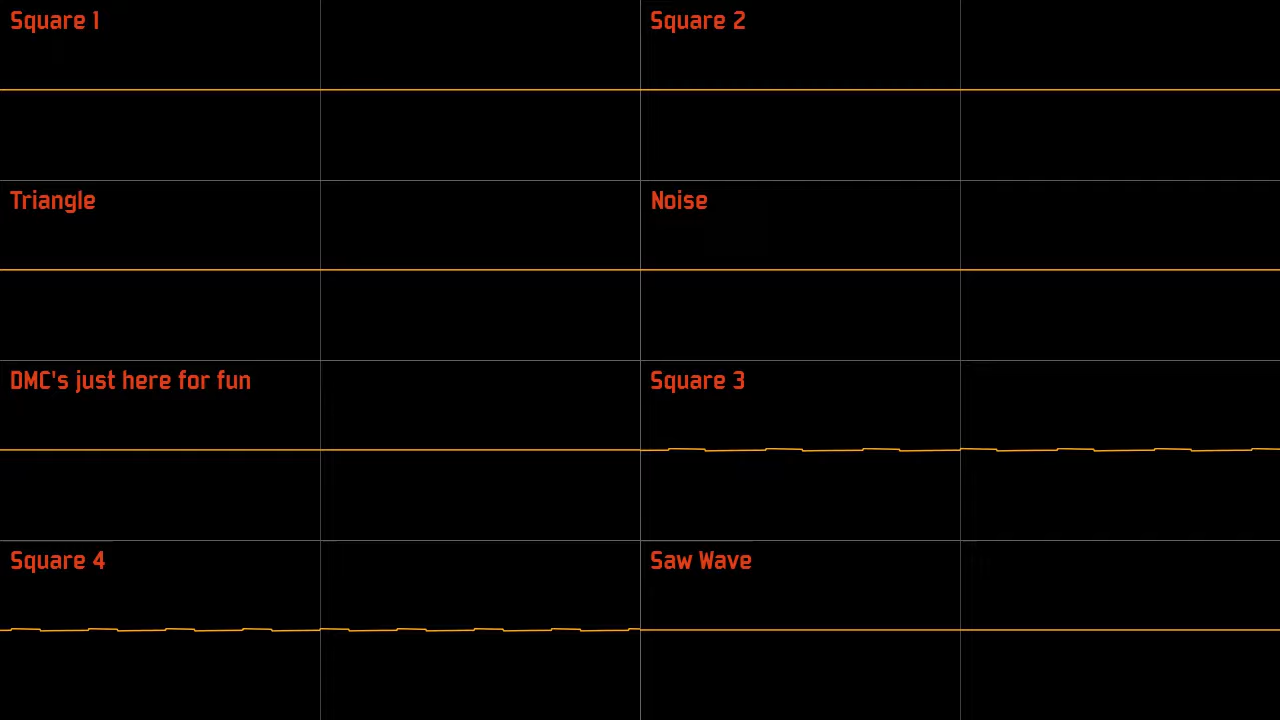 Square 1
Square 2
Triangle
Noise
DMC's just here for fun
Square 3
Square 4
Saw Wave